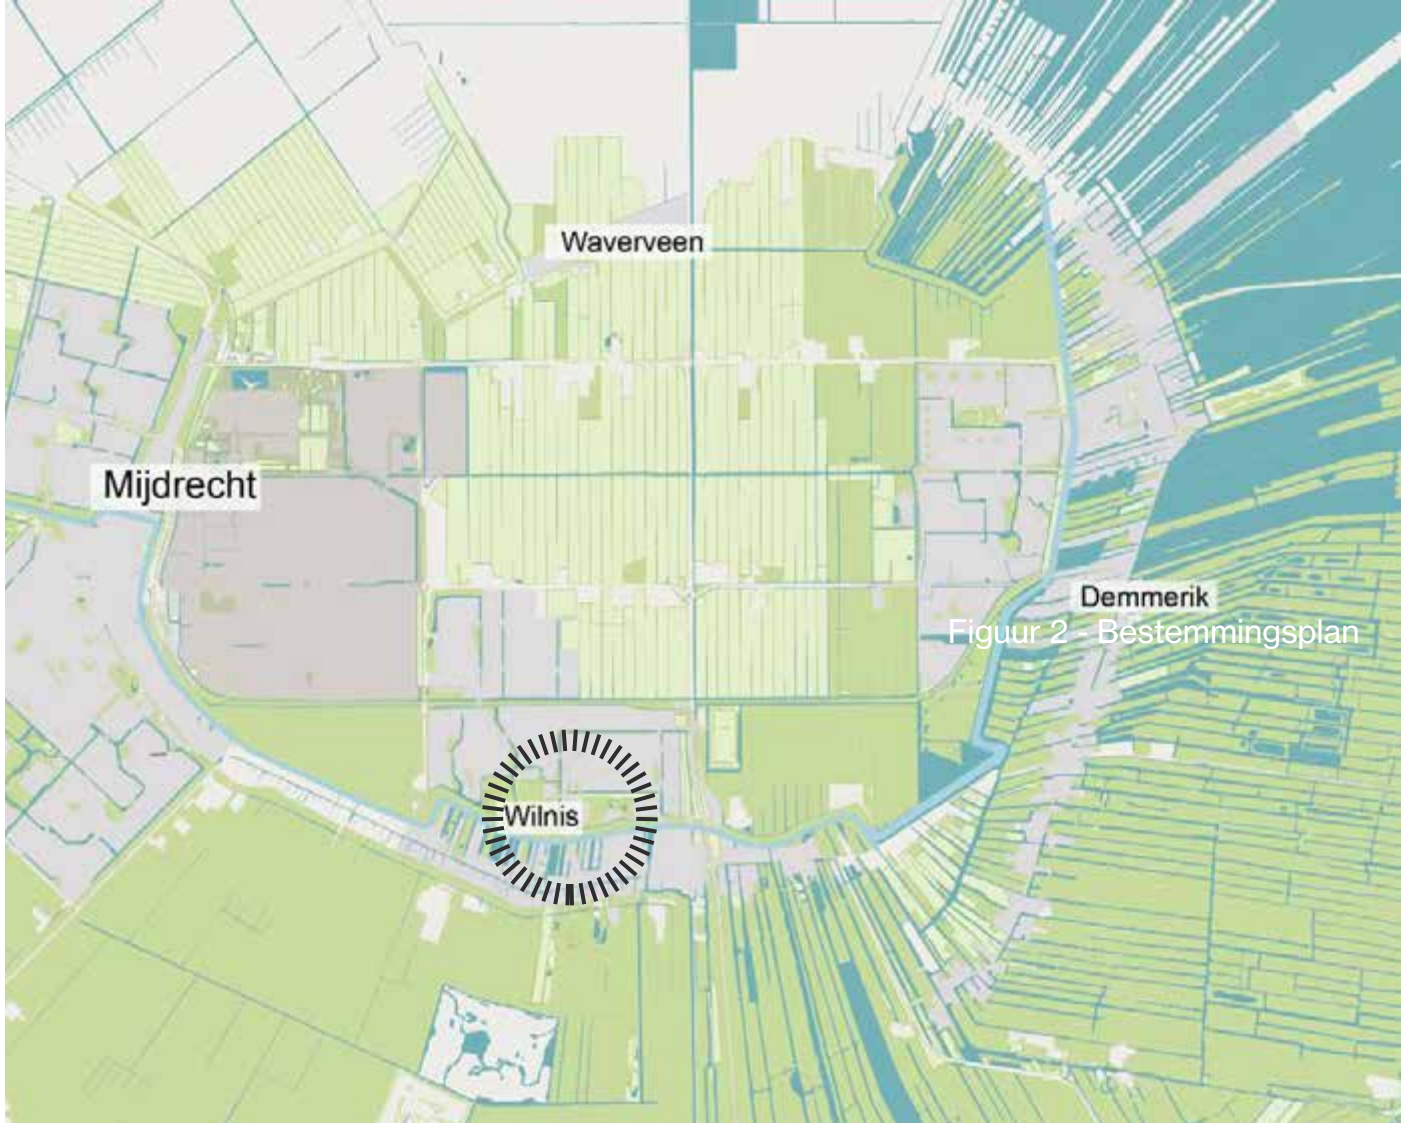 Waverveen
Mijdrecht
Demmerik
Figuur 2 - Bestemmingsplan
Wilnis